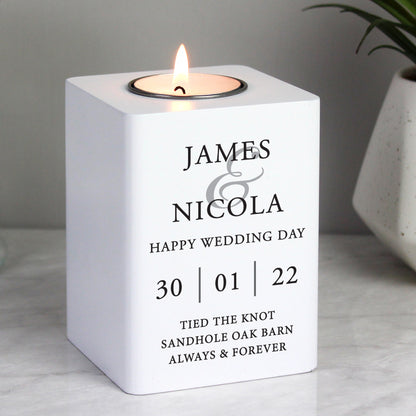 JAMES
&
NICOLA
HAPPY WEDDING DAY
30 | 01 | 22
TIED THE KNOT
SANDHOLE OAK BARN
ALWAYS & FOREVER